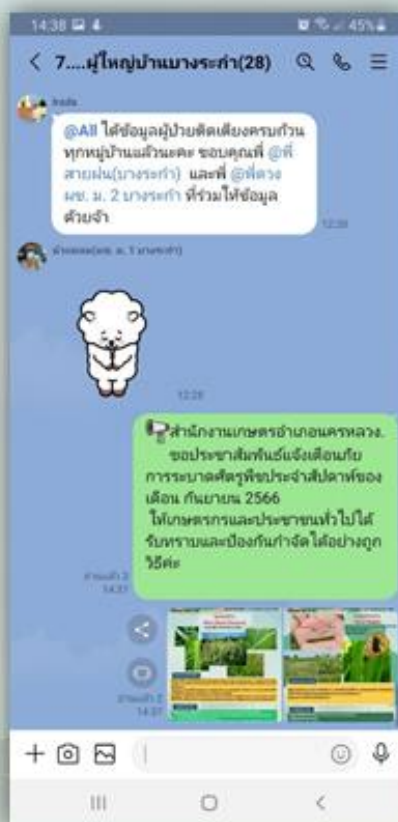 14:38
45%
7....ผู้ใหญ่บ้านบางระกำ(28)
@All ได้ข้อมูลผู้ป่วยติดเตียงครบถ้วน
ทุกหมู่บ้านแล้วนะคะ ขอบคุณพี่ @พี่
สายฝน(บางระกำ) และพี่ @พี่ดวง
ผช. ม. 2 บางระกำ ที่ร่วมให้ข้อมูล
ด้วยจ้า
12:28
สำนักงานเกษตรอำเภอนครหลวง.
ขอประชาสัมพันธ์แจ้งเตือนภัย
การระบาดศัตรูพืชประจำสัปดาห์ของ
เดือน กันยายน 2566
ให้เกษตรกรและประชาชนทั่วไปได้
รับทราบและป้องกันกำจัดได้อย่างถูก
วิธีค่ะ
อ่านแล้ว 2
14:37
อ่านแล้ว 2
14:37